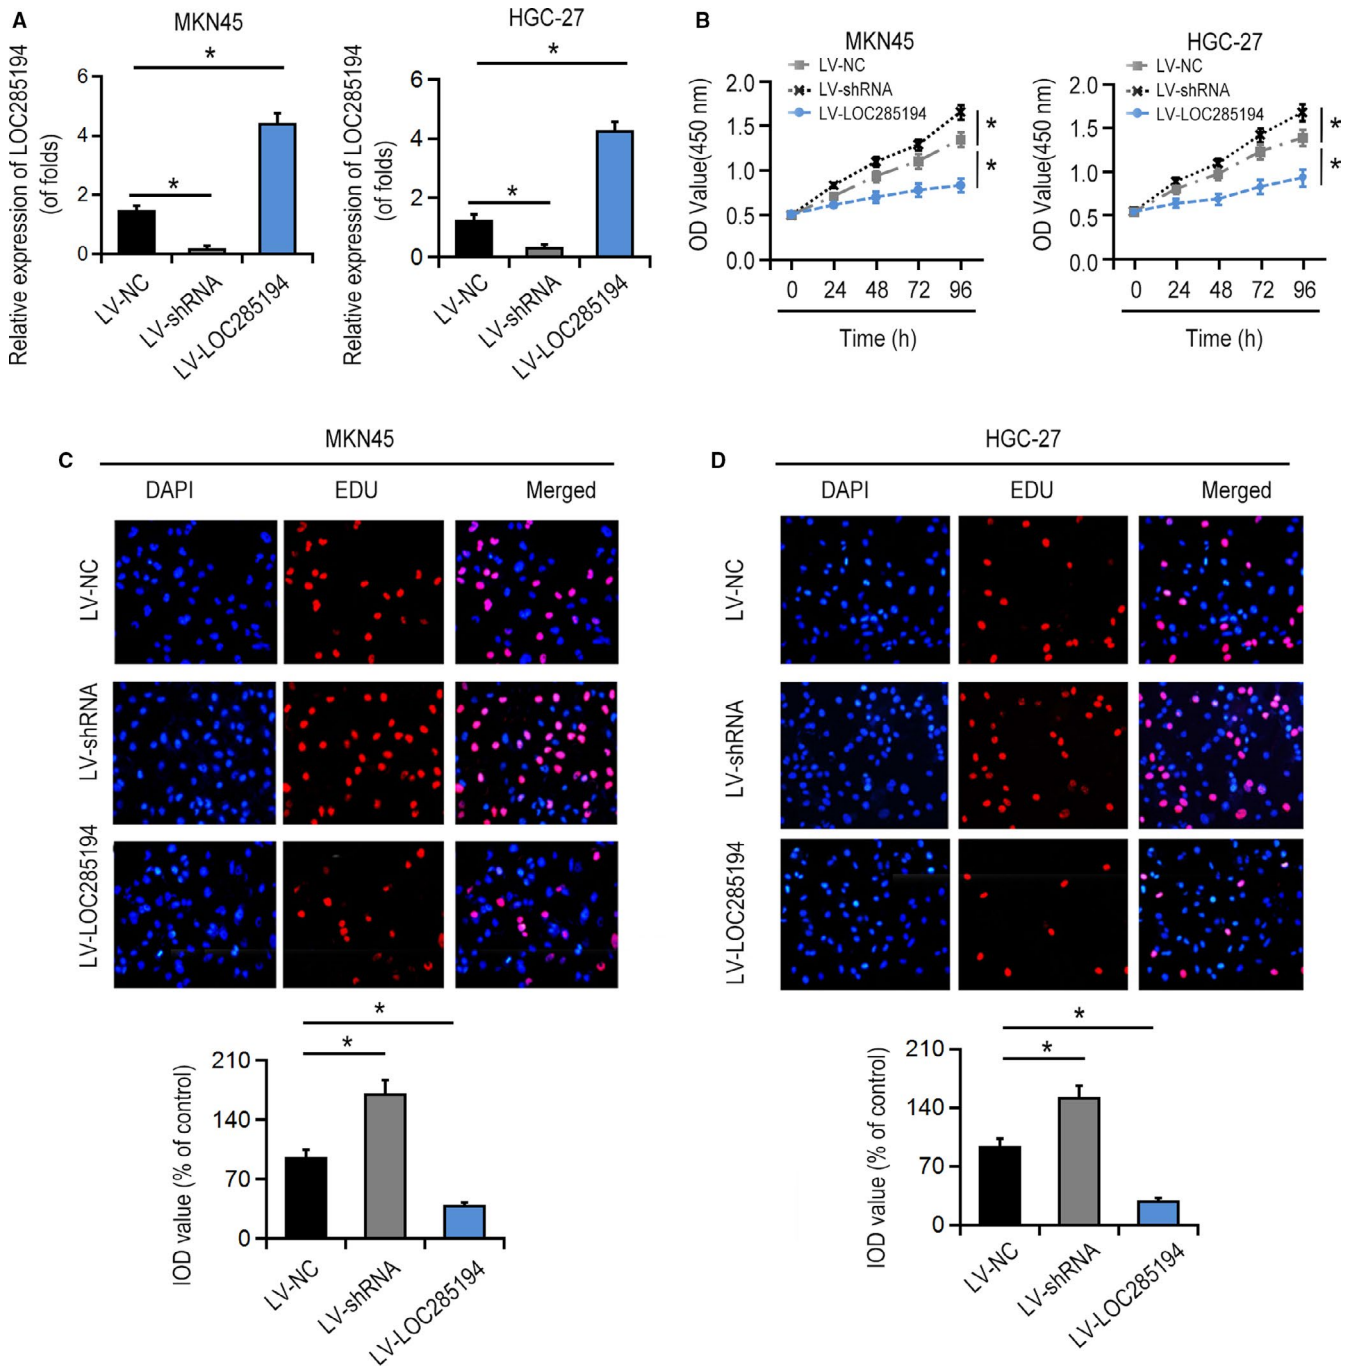 A
MKN45
*
*
Relative expression of LOC285194
(of folds)
6
4
2
0
LV-NC
LV-shRNA
LV-LOC285194
HGC-27
*
*
Relative expression of LOC285194
(of folds)
6
4
2
0
LV-NC
LV-shRNA
LV-LOC285194
B
MKN45
LV-NC
LV-shRNA
LV-LOC285194
OD Value(450 nm)
2.0
1.5
1.0
0.5
0.0
*
*
0 24 48 72 96
Time (h)
HGC-27
LV-NC
LV-shRNA
LV-LOC285194
OD Value(450 nm)
2.0
1.5
1.0
0.5
0.0
*
*
0 24 48 72 96
Time (h)
C
MKN45
DAPI EDU Merged
LV-NC
LV-shRNA
LV-LOC285194
*
*
IOD value (% of control)
210
140
70
0
LV-NC
LV-shRNA
LV-LOC285194
D
HGC-27
DAPI EDU Merged
LV-NC
LV-shRNA
LV-LOC285194
*
*
IOD value (% of control)
210
140
70
0
LV-NC
LV-shRNA
LV-LOC285194